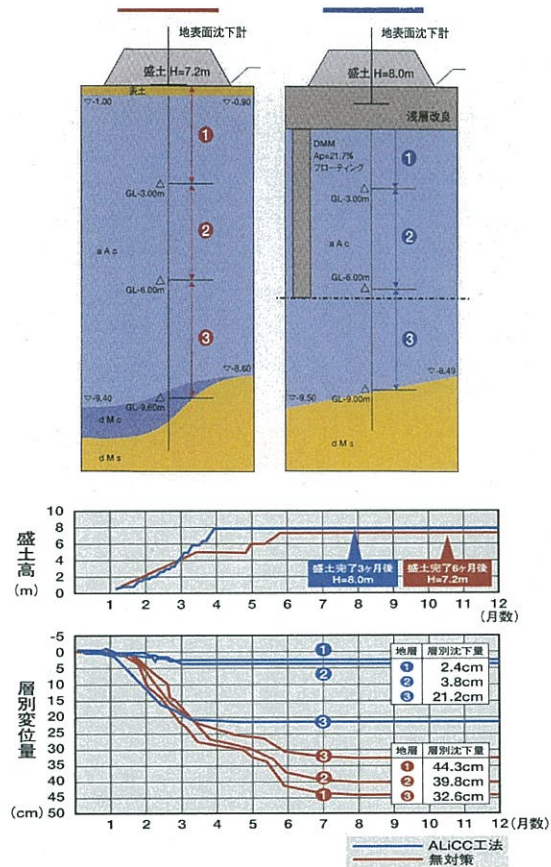 地表面沈下計
地表面沈下計
盛土 H=7.2m
盛土 H=8.0m
表土
▽-1.00
-0.90
浅層改良
DMM
Ap=21.7%
フローティング
①
①
GL-3.00m
GL-3.00m
②
②
aAc
aAc
GL-6.00m
GL-6.00m
③
③
▽-8.60
▽-8.49
▽-9.40
GL-9.60m
▽-9.50
GL-9.00m
dMc
dMs
dMs
盛土高
(m)
10
8
6
4
2
0
盛土完了3ヶ月後
H=8.0m
盛土完了6ヶ月後
H=7.2m
1 2 3 4 5 6 7 8 9 10 11 12
(月数)
層別変位量
(cm)
-5
0
5
10
15
20
25
30
35
40
45
50
①
②
③
地層 層別沈下量
① 2.4cm
② 3.8cm
③ 21.2cm
③
②
①
地層 層別沈下量
① 44.3cm
② 39.8cm
③ 32.6cm
1 2 3 4 5 6 7 8 9 10 11 12
(月数)
ALiCC工法
無対策